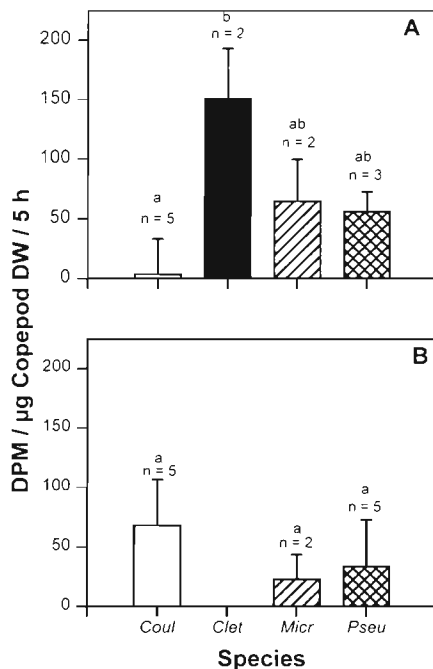 A
200
150
100
50
0
b
n = 2
a
n = 5
ab
n = 2
ab
n = 3
DPM / µg Copepod DW / 5 h
B
200
150
100
50
0
a
n = 5
a
n = 2
a
n = 5
Coul Clet Micr Pseu
Species